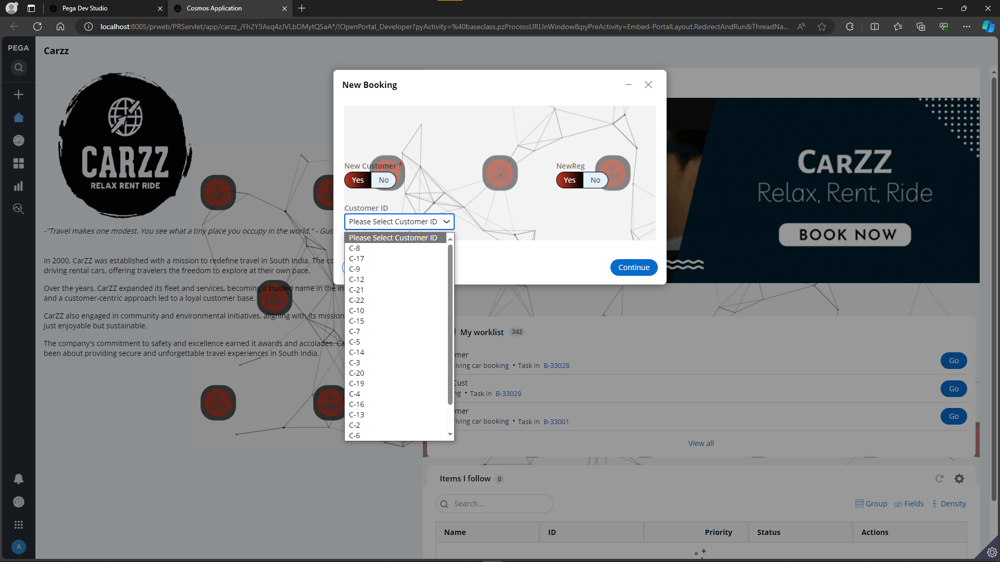 Pega Dev Studio
Cosmos Application
localhost:8005/prweb/PRServlet/app/carzz_/Fh2Y3Asq4zJVLbDMytQSaA*/!OpenPortal_Developer?pyActivity=%40baseclass.pzProcessURLInWindow&pyPreActivity=Embed-PortalLayout.RedirectAndRun&ThreadNa...
PEGA
Carzz
CARZZ
RELAX RENT RIDE
-"Travel makes one modest. You see what a tiny place you occupy in the world." - Gus
In 2000, CarZZ was established with a mission to redefine travel in South India. The co
driving rental cars, offering travelers the freedom to explore at their own pace.
Over the years, CarZZ expanded its fleet and services, becoming a trusted name in the in
and a customer-centric approach led to a loyal customer base.
CarZZ also engaged in community and environmental initiatives, aligning with its mission
just enjoyable but sustainable.
The company's commitment to safety and excellence earned it awards and accolades. Ca
been about providing secure and unforgettable travel experiences in South India.
New Booking
New Customer *
Yes No
NewReg
Yes No
Customer ID
Please Select Customer ID
Please Select Customer ID
C-8
C-17
C-9
C-12
C-21
C-22
C-10
C-15
C-7
C-5
C-14
C-3
C-20
C-19
C-4
C-16
C-13
C-2
C-6
Continue
CARZZ
Relax, Rent, Ride
BOOK NOW
My worklist 342
mer
iving car booking • Task in B-33028
Go
Cust
ng • Task in B-33029
Go
mer
iving car booking • Task in B-33001
Go
View all
Items I follow 0
Search...
Group Fields Density
Name ID Priority Status Actions
A